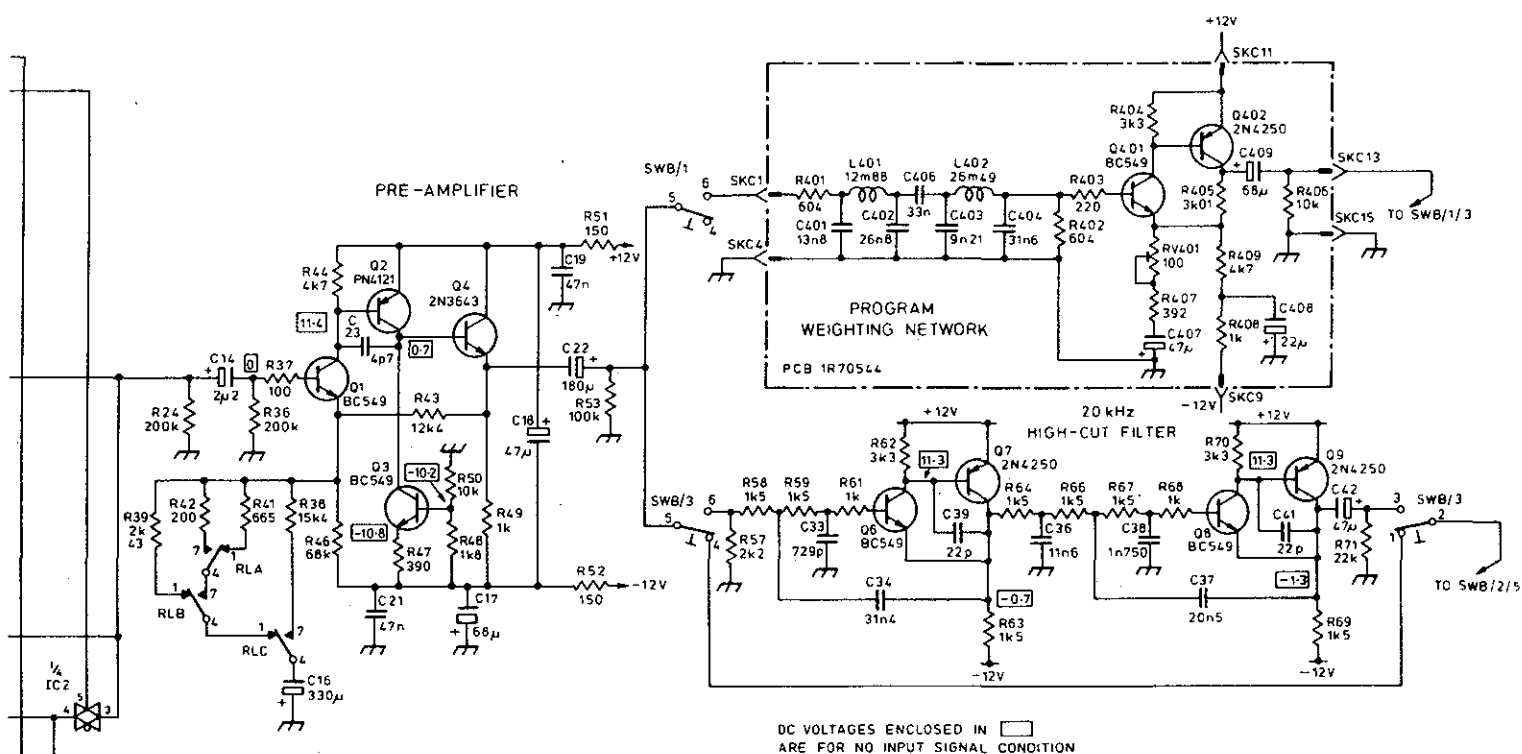 +12V
SKC11
R404
3k3
Q402
2N4250
Q401
BC549
C409
+
68µ
SKC13
R405
3k01
R406
10k
TO SWB/1/3
SKC15
PRE-AMPLIFIER
SWB/1
6
5
4
SKC1
R401
604
L401
12m88
C406
33n
L402
26m49
R403
220
C401
13n8
C402
26n8
C403
9n21
C404
31n6
R402
604
SKC4
RV401
100
R409
4k7
R407
392
C408
+
22µ
C407
47µ
+
R408
1k
PROGRAM
WEIGHTING NETWORK
PCB 1R70544
SKC9
-12V
R51
150
+12V
C19
47n
R44
4k7
Q2
PN4121
Q4
2N3643
11·4
C
23
4p7
0·7
C14
+
2µ2
0
R37
100
Q1
BC549
R24
200k
R36
200k
R43
12k4
C22
+
180µ
R53
100k
C18
47µ
+
Q3
BC549
-10·2
R50
10k
-10·8
R49
1k
R48
1k8
R47
390
R46
68k
R39
2k
43
R42
200
R41
665
R38
15k4
7
1
4
RLA
1
7
4
RLB
1
7
4
RLC
C16
330µ
+
C21
47n
C17
68µ
+
R52
150
-12V
¼
IC2
5
4
3
20 kHz
HIGH-CUT FILTER
SWB/3
6
5
4
R58
1k5
R59
1k5
R61
1k
R57
2k2
C33
729p
+12V
R62
3k3
11·3
Q7
2N4250
Q6
BC549
C39
22p
C34
31n4
-0·7
R63
1k5
-12V
R64
1k5
R66
1k5
R67
1k5
R68
1k
C36
11n6
C38
1n750
+12V
R70
3k3
11·3
Q9
2N4250
Q8
BC549
C41
22p
C37
20n5
-1·3
R69
1k5
-12V
C42
+
47µ
R71
22k
3
SWB/3
2
1
TO SWB/2/5
DC VOLTAGES ENCLOSED IN
ARE FOR NO INPUT SIGNAL CONDITION